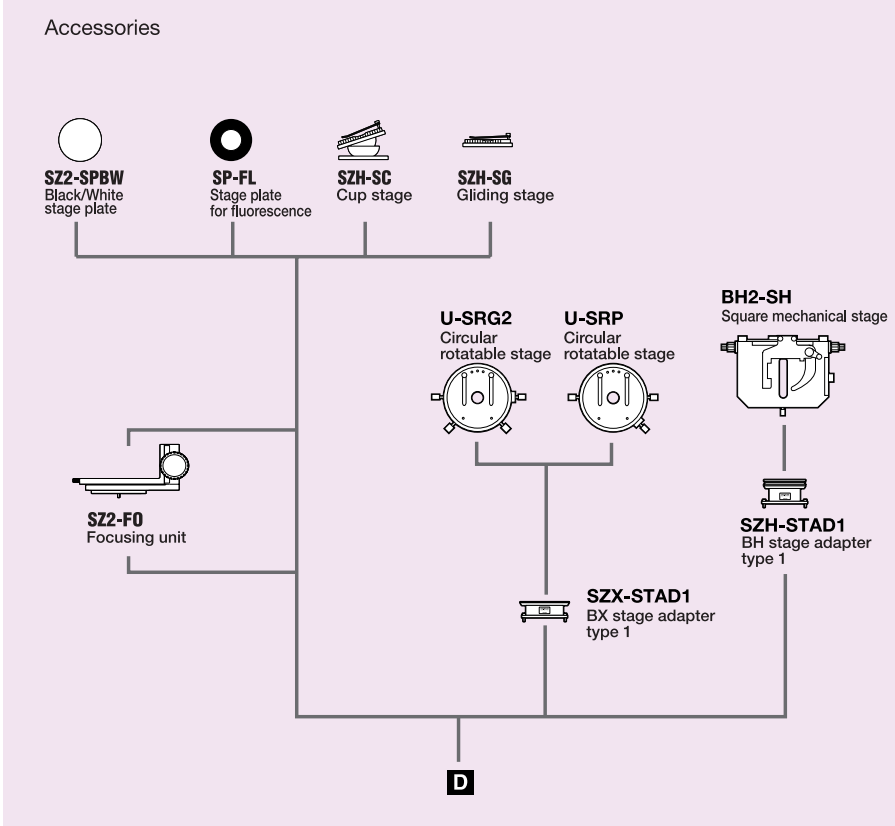 Accessories
SZ2-SPBW
Black/White
stage plate
SP-FL
Stage plate
for fluorescence
SZH-SC
Cup stage
SZH-SG
Gliding stage
U-SRG2
Circular
rotatable stage
U-SRP
Circular
rotatable stage
BH2-SH
Square mechanical stage
SZ2-FO
Focusing unit
SZH-STAD1
BH stage adapter
type 1
SZX-STAD1
BX stage adapter
type 1
D